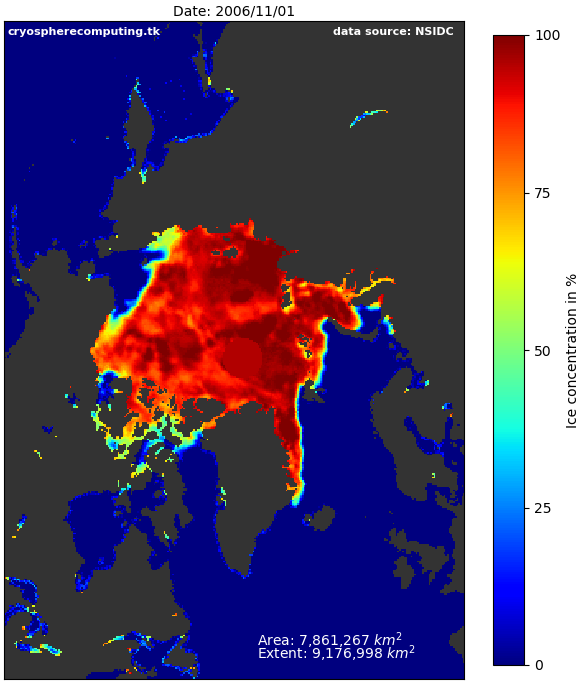 Date: 2006/11/01
cryospherecomputing.tk data source: NSIDC
100
75
50
25
0
Ice concentration in %
Area: 7,861,267 km²
Extent: 9,176,998 km²